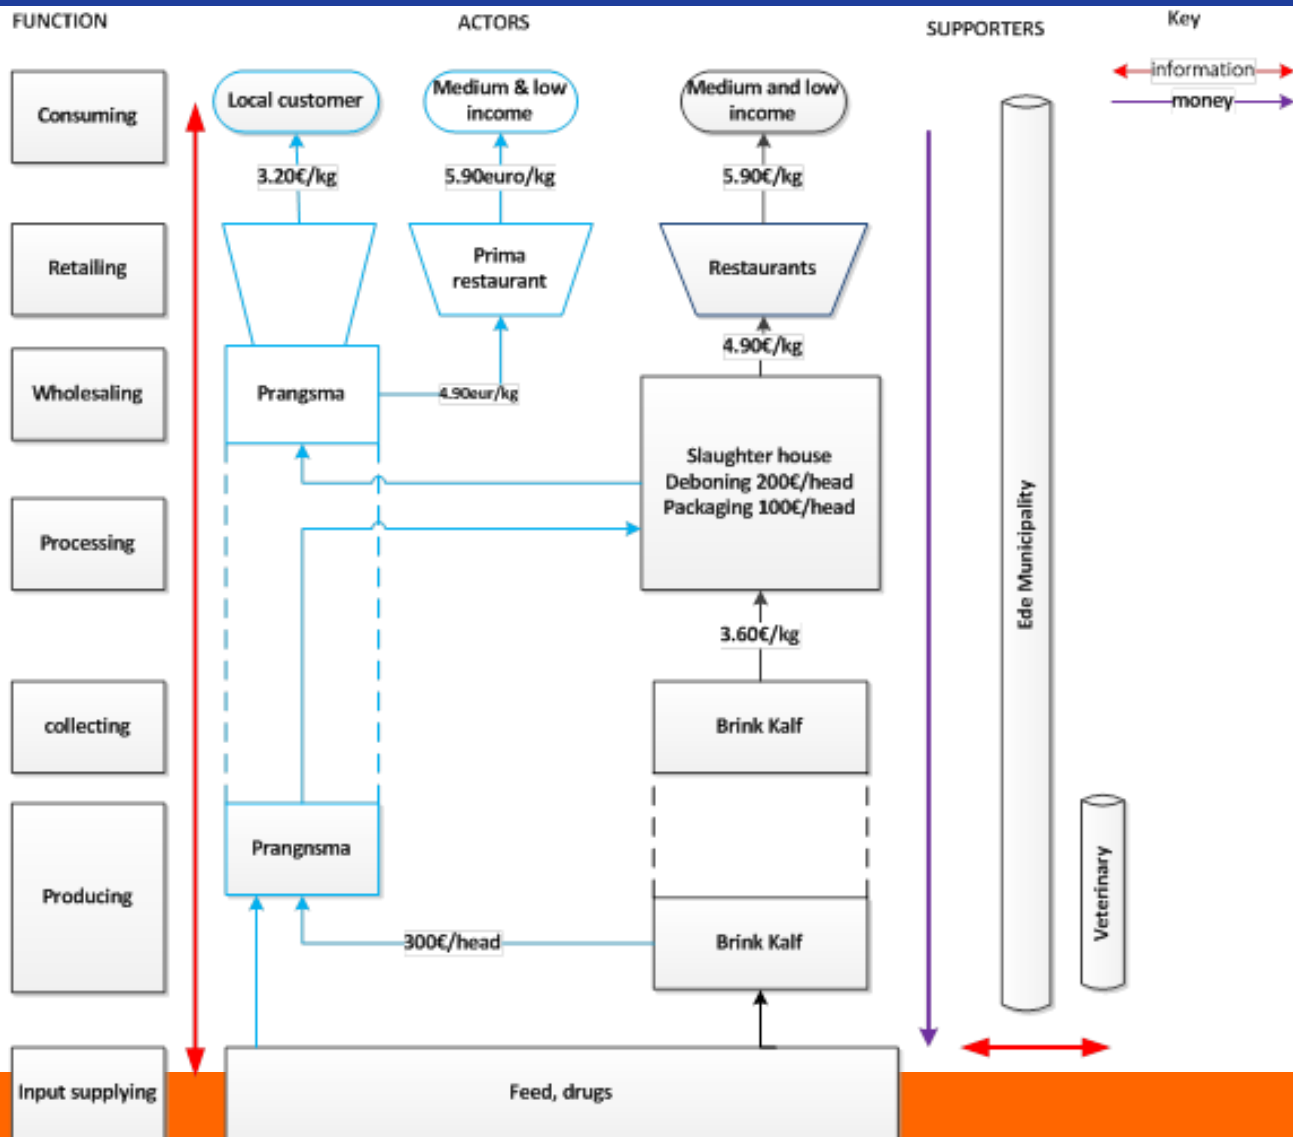 FUNCTION
ACTORS
SUPPORTERS
Key
information
money
Consuming
Local customer
Medium & low
income
Medium and low
income
3.20€/kg
5.90euro/kg
5.90€/kg
Retailing
Prima
restaurant
Restaurants
4.90€/kg
Wholesaling
Prangsma
4.90eur/kg
Slaughter house
Deboning 200€/head
Packaging 100€/head
Processing
Ede Municipality
3.60€/kg
collecting
Brink Kalf
Producing
Prangnsma
Veterinary
300€/head
Brink Kalf
Input supplying
Feed, drugs